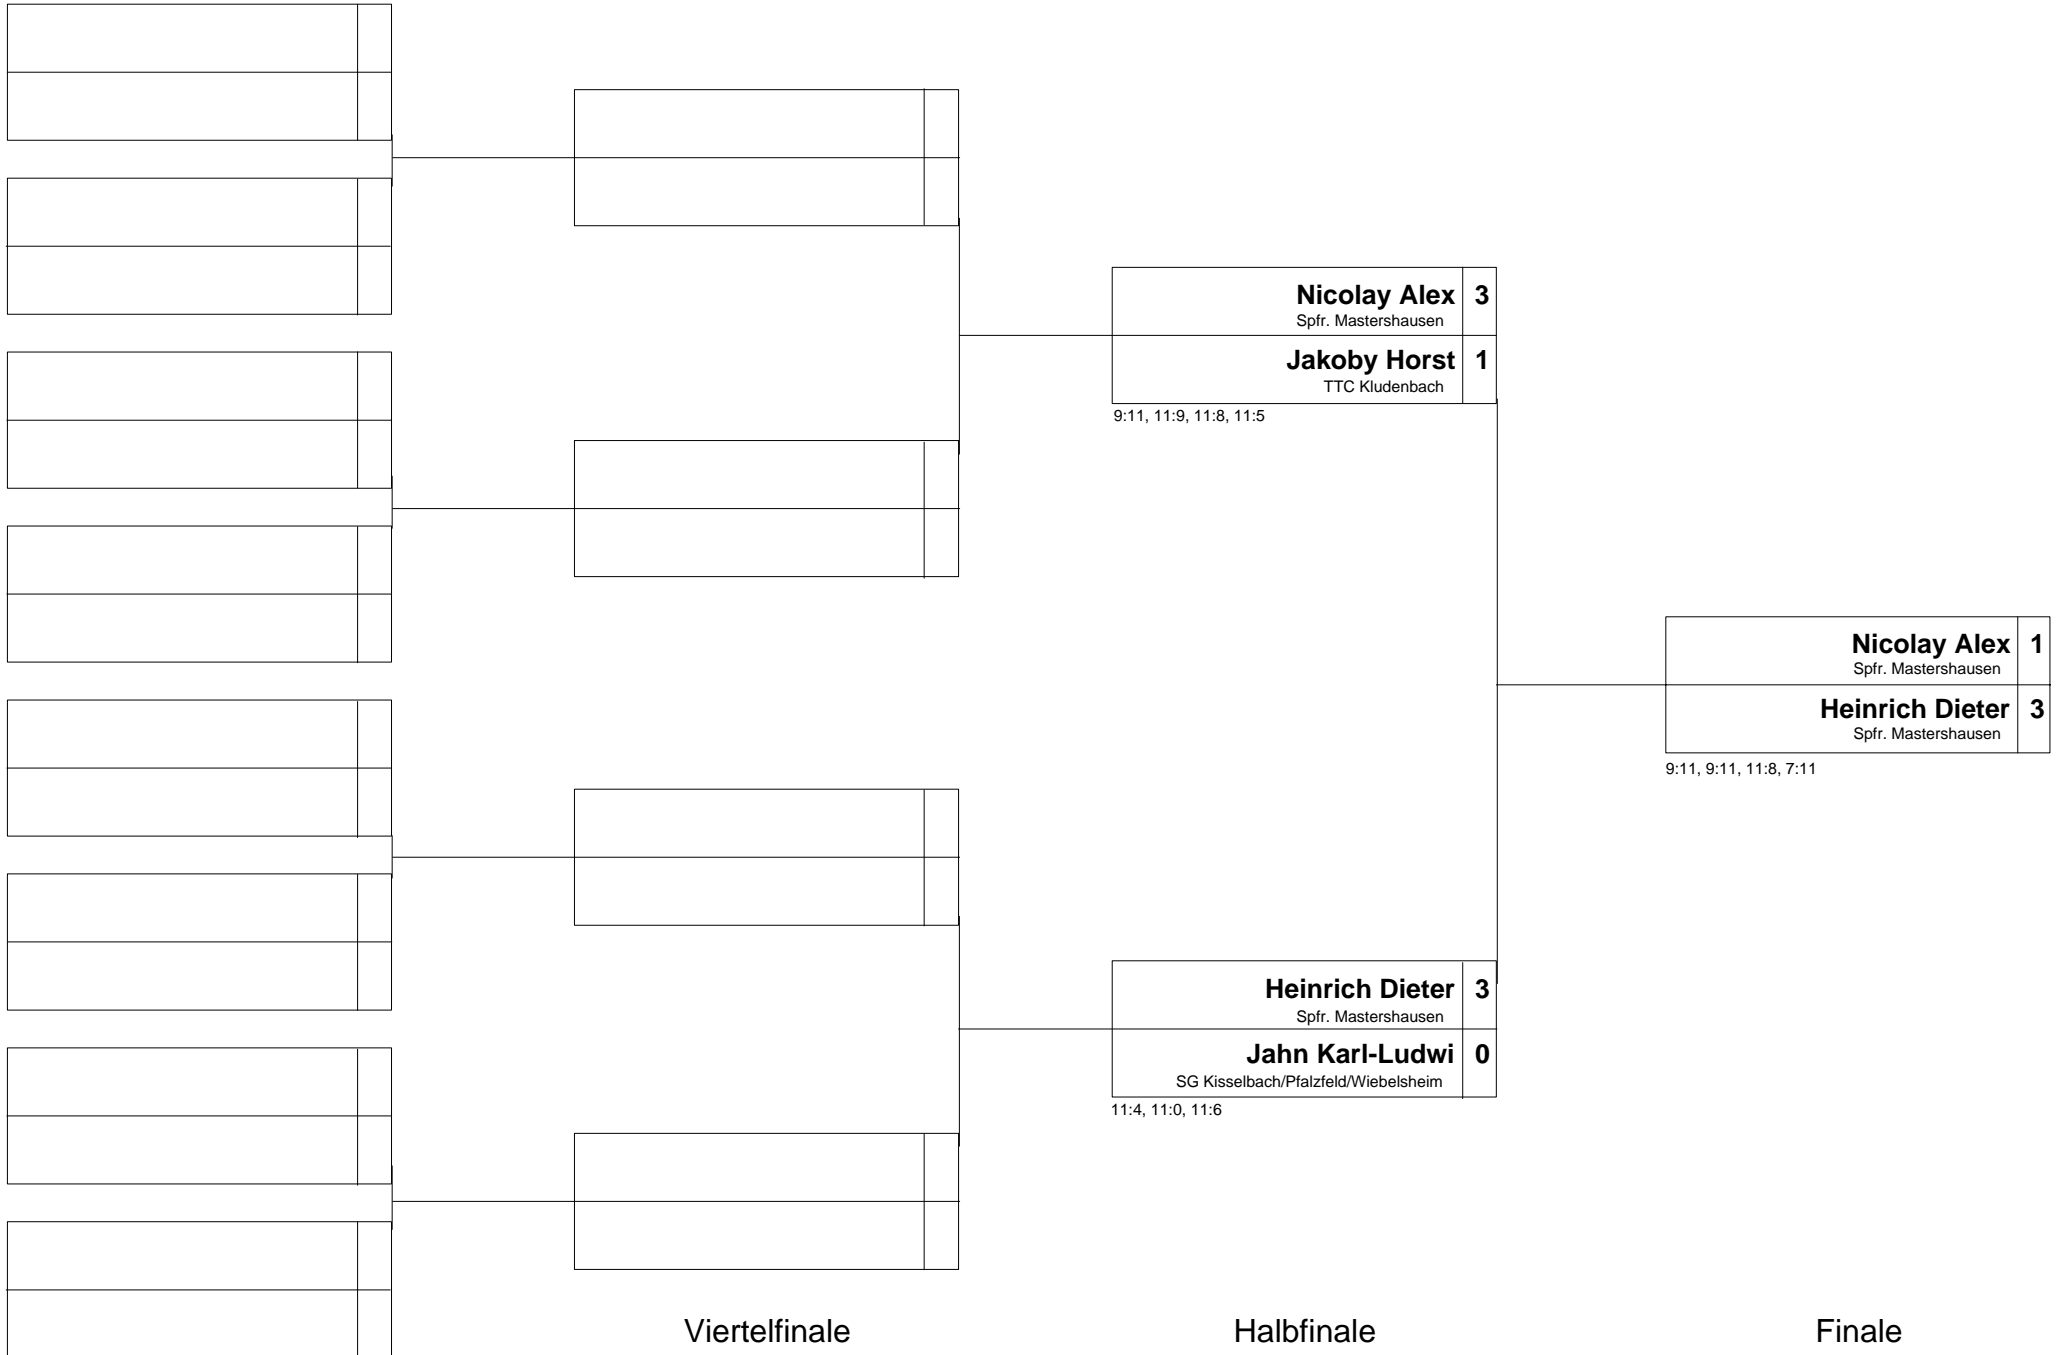 Nicolay Alex 3
Spfr. Mastershausen
Jakoby Horst 1
TTC Kludenbach
9:11, 11:9, 11:8, 11:5
Nicolay Alex 1
Spfr. Mastershausen
Heinrich Dieter 3
Spfr. Mastershausen
9:11, 9:11, 11:8, 7:11
Heinrich Dieter 3
Spfr. Mastershausen
Jahn Karl-Ludwi 0
SG Kisselbach/Pfalzfeld/Wiebelsheim
11:4, 11:0, 11:6
Viertelfinale
Halbfinale
Finale